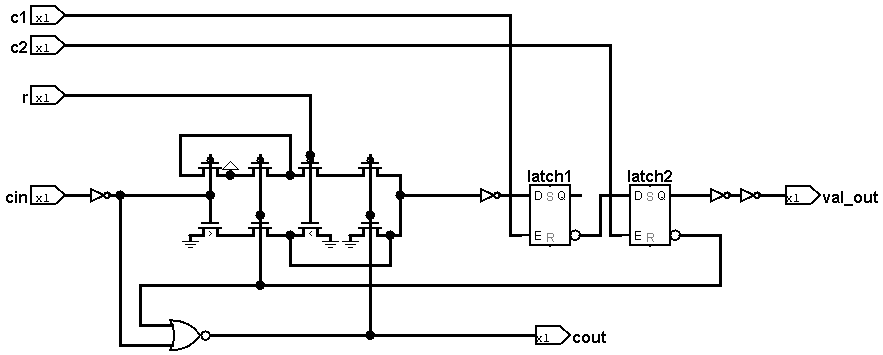 c1 x1
c2 x1
r x1
cin x1
latch1 latch2
D S Q D S Q
x1 val_out
E R E R
x1 cout